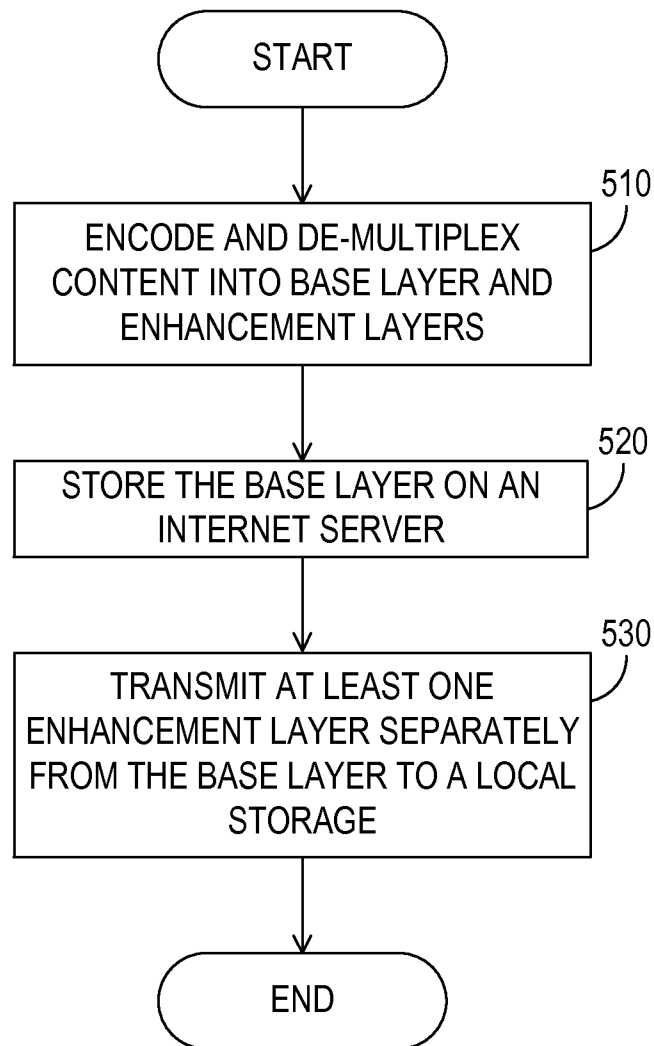 START
510
ENCODE AND DE-MULTIPLEX
CONTENT INTO BASE LAYER AND
ENHANCEMENT LAYERS
520
STORE THE BASE LAYER ON AN
INTERNET SERVER
530
TRANSMIT AT LEAST ONE
ENHANCEMENT LAYER SEPARATELY
FROM THE BASE LAYER TO A LOCAL
STORAGE
END